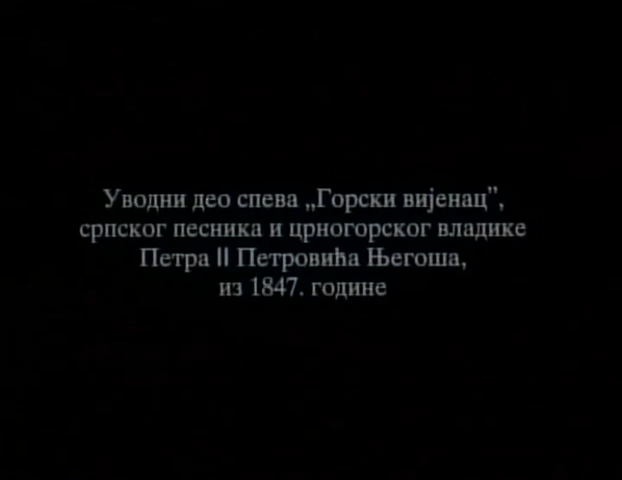 Уводни део спева „Горски вијенац”,
српског песника и црногорског владике
Петра II Петровића Његоша,
из 1847. године